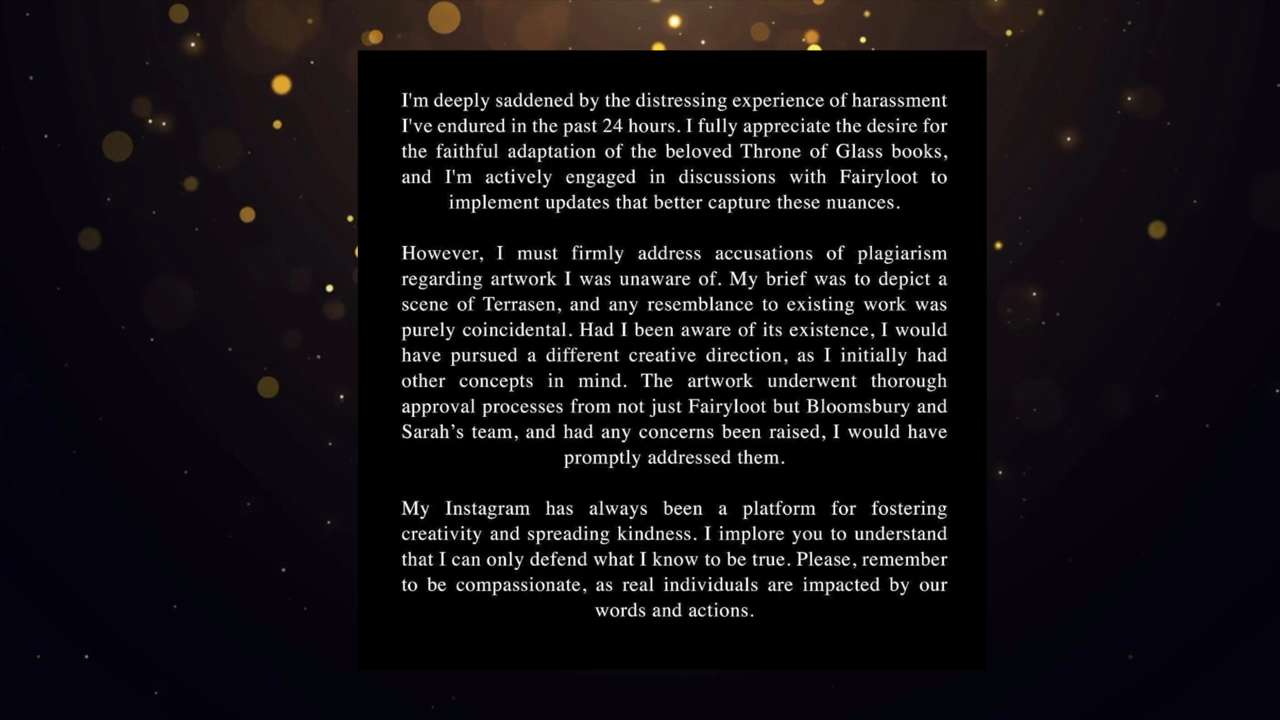 I'm deeply saddened by the distressing experience of harassment
I've endured in the past 24 hours. I fully appreciate the desire for
the faithful adaptation of the beloved Throne of Glass books,
and I'm actively engaged in discussions with Fairyloot to
implement updates that better capture these nuances.
However, I must firmly address accusations of plagiarism
regarding artwork I was unaware of. My brief was to depict a
scene of Terrasen, and any resemblance to existing work was
purely coincidental. Had I been aware of its existence, I would
have pursued a different creative direction, as I initially had
other concepts in mind. The artwork underwent thorough
approval processes from not just Fairyloot but Bloomsbury and
Sarah’s team, and had any concerns been raised, I would have
promptly addressed them.
My Instagram has always been a platform for fostering
creativity and spreading kindness. I implore you to understand
that I can only defend what I know to be true. Please, remember
to be compassionate, as real individuals are impacted by our
words and actions.